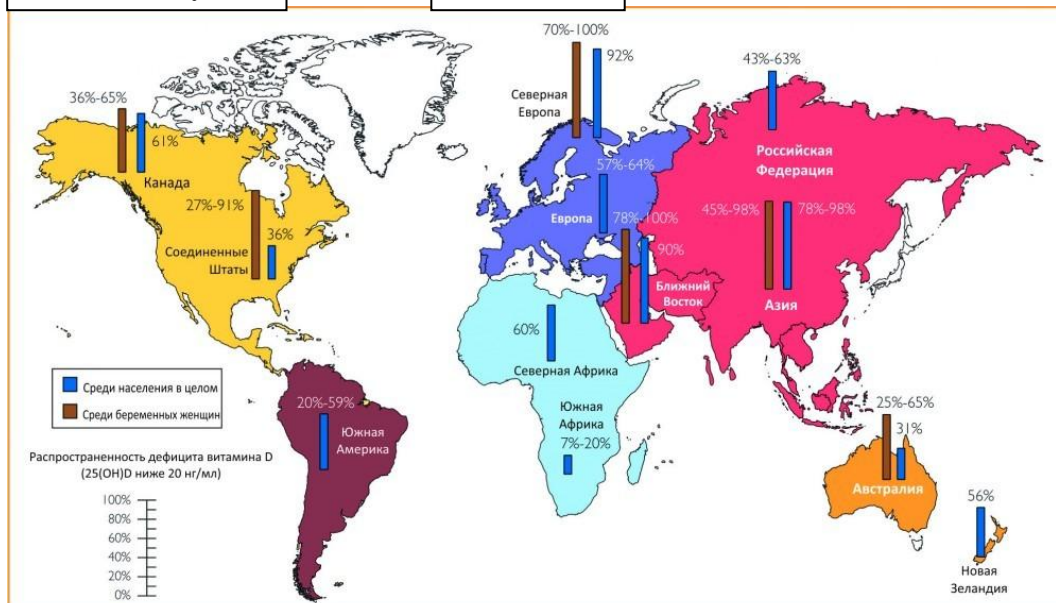 70%-100%
92%
43%-63%
36%-65%
Северная
Европа
61%
Российская
Федерация
57%-64%
Канада
27%-91%
Европа
78%-100%
45%-98%
78%-98%
36%
90%
Соединенные
Штаты
Ближний
Восток
Азия
60%
Северная Африка
Среди населения в целом
Среди беременных женщин
20%-59%
Южная
Америка
Южная
Африка
7%-20%
25%-65%
31%
Австралия
Распространенность дефицита витамина D
(25(OH)D ниже 20 нг/мл)
56%
Новая
Зеландия
100%
80%
60%
40%
20%
0%